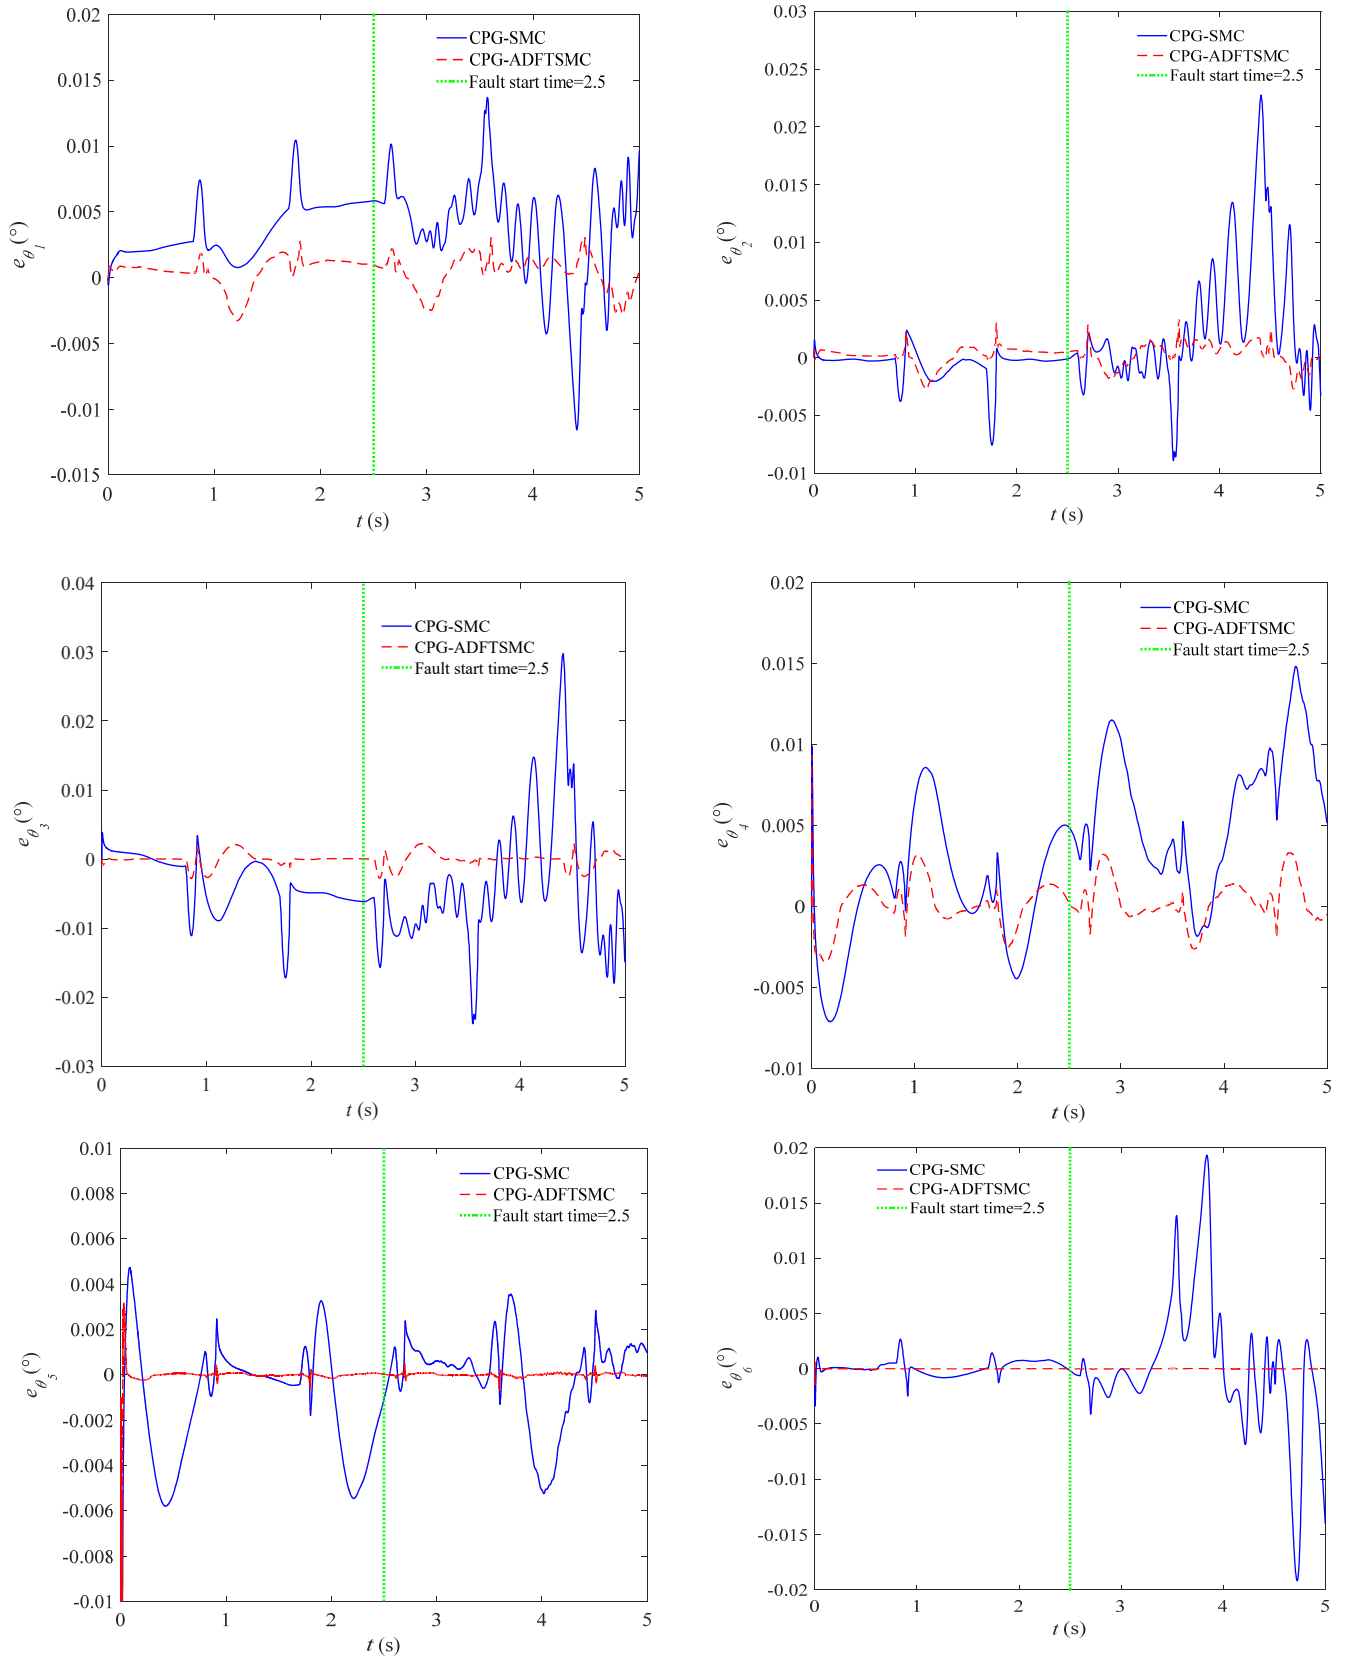 0.02
0.015
0.01
0.005
0
-0.005
-0.01
-0.015
0 1 2 3 4 5
t (s)
eθ1(°)
CPG-SMC
CPG-ADFTSMC
Fault start time=2.5
0.03
0.025
0.02
0.015
0.01
0.005
0
-0.005
-0.01
0 1 2 3 4 5
t (s)
eθ2(°)
CPG-SMC
CPG-ADFTSMC
Fault start time=2.5
0.04
0.03
0.02
0.01
0
-0.01
-0.02
-0.03
0 1 2 3 4 5
t (s)
eθ3(°)
CPG-SMC
CPG-ADFTSMC
Fault start time=2.5
0.02
0.015
0.01
0.005
0
-0.005
-0.01
0 1 2 3 4 5
t (s)
eθ4(°)
CPG-SMC
CPG-ADFTSMC
Fault start time=2.5
0.01
0.008
0.006
0.004
0.002
0
-0.002
-0.004
-0.006
-0.008
-0.01
0 1 2 3 4 5
t (s)
eθ5(°)
CPG-SMC
CPG-ADFTSMC
Fault start time=2.5
0.02
0.015
0.01
0.005
0
-0.005
-0.01
-0.015
-0.02
0 1 2 3 4 5
t (s)
eθ6(°)
CPG-SMC
CPG-ADFTSMC
Fault start time=2.5